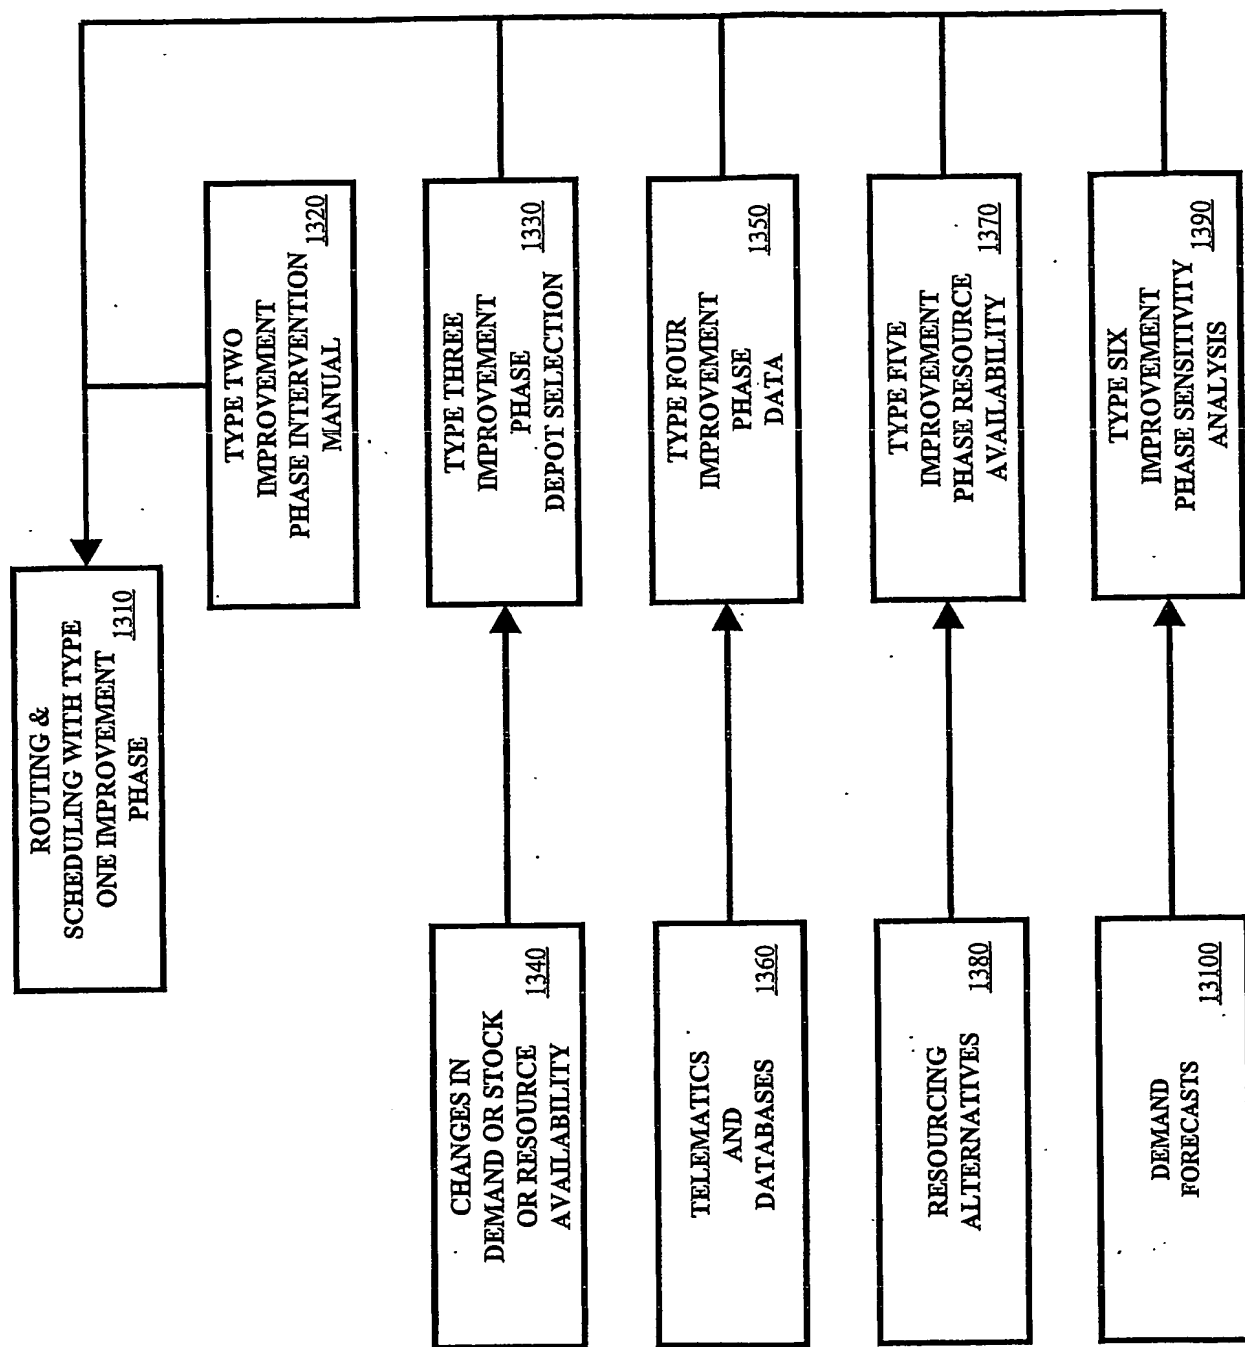 ROUTING &
SCHEDULING WITH TYPE
ONE IMPROVEMENT
PHASE
1310
TYPE TWO
IMPROVEMENT
PHASE INTERVENTION
MANUAL
1320
CHANGES IN
DEMAND OR STOCK
OR RESOURCE
AVAILABILITY
1340
TYPE THREE
IMPROVEMENT
PHASE
DEPOT SELECTION
1330
TELEMATICS
AND
DATABASES
1360
TYPE FOUR
IMPROVEMENT
PHASE
DATA
1350
RESOURCING
ALTERNATIVES
1380
TYPE FIVE
IMPROVEMENT
PHASE RESOURCE
AVAILABILITY
1370
DEMAND
FORECASTS
13100
TYPE SIX
IMPROVEMENT
PHASE SENSITIVITY
ANALYSIS
1390